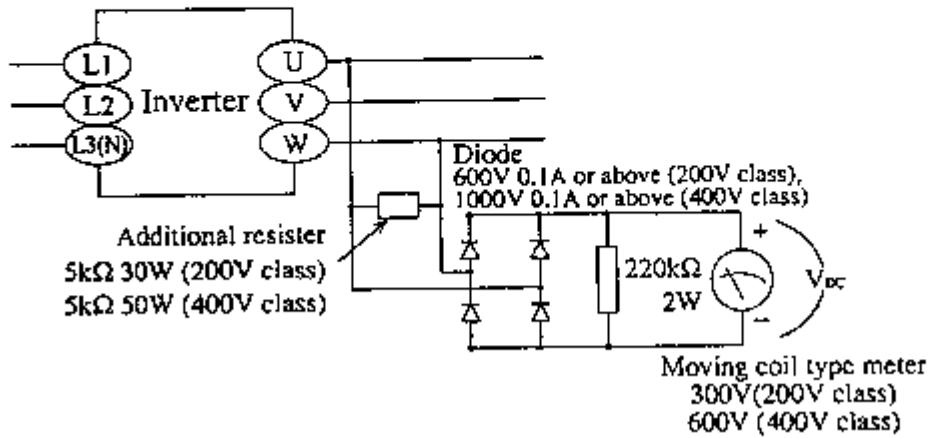 L1
U
L2
Inverter
V
L3(N)
W
Diode
600V 0.1A or above (200V class),
1000V 0.1A or above (400V class)
Additional resister
5kΩ 30W (200V class)
5kΩ 50W (400V class)
220kΩ
2W
+
−
VDC
Moving coil type meter
300V(200V class)
600V (400V class)